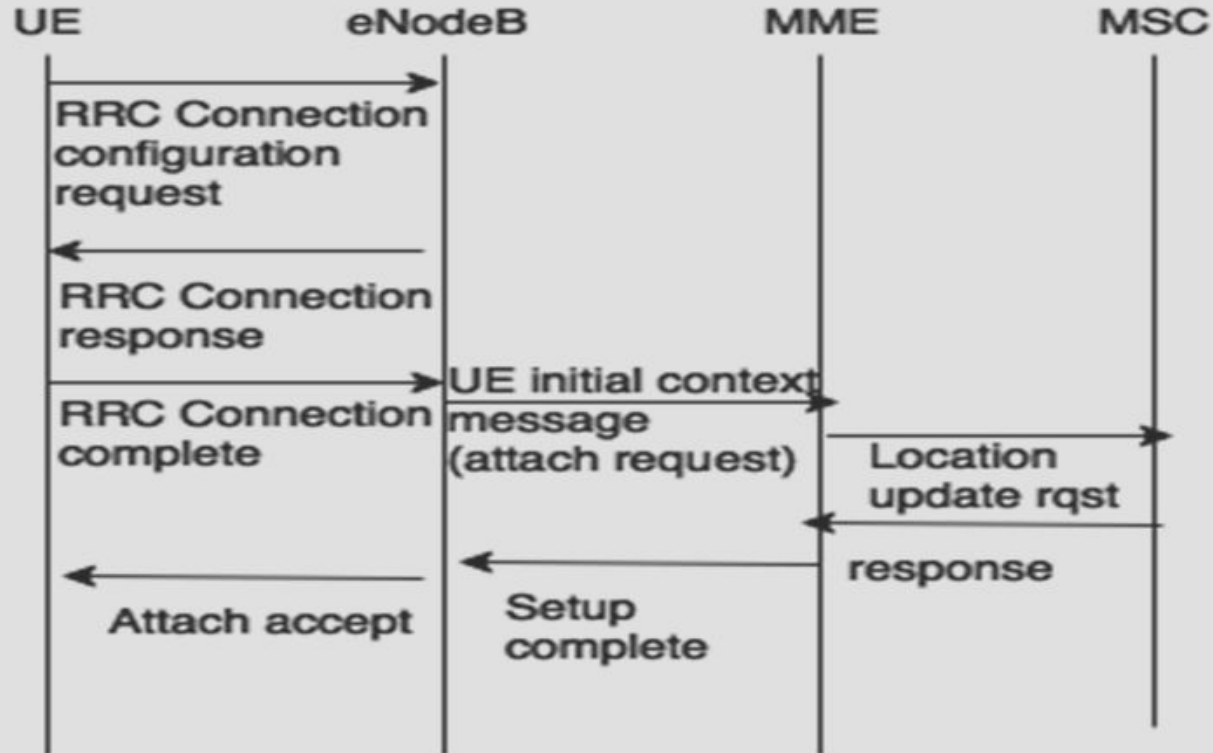 UE eNodeB MME MSC
RRC Connection
configuration
request
RRC Connection
response
RRC Connection
complete
UE initial context
message
(attach request)
Location
update rqst
response
Setup
complete
Attach accept